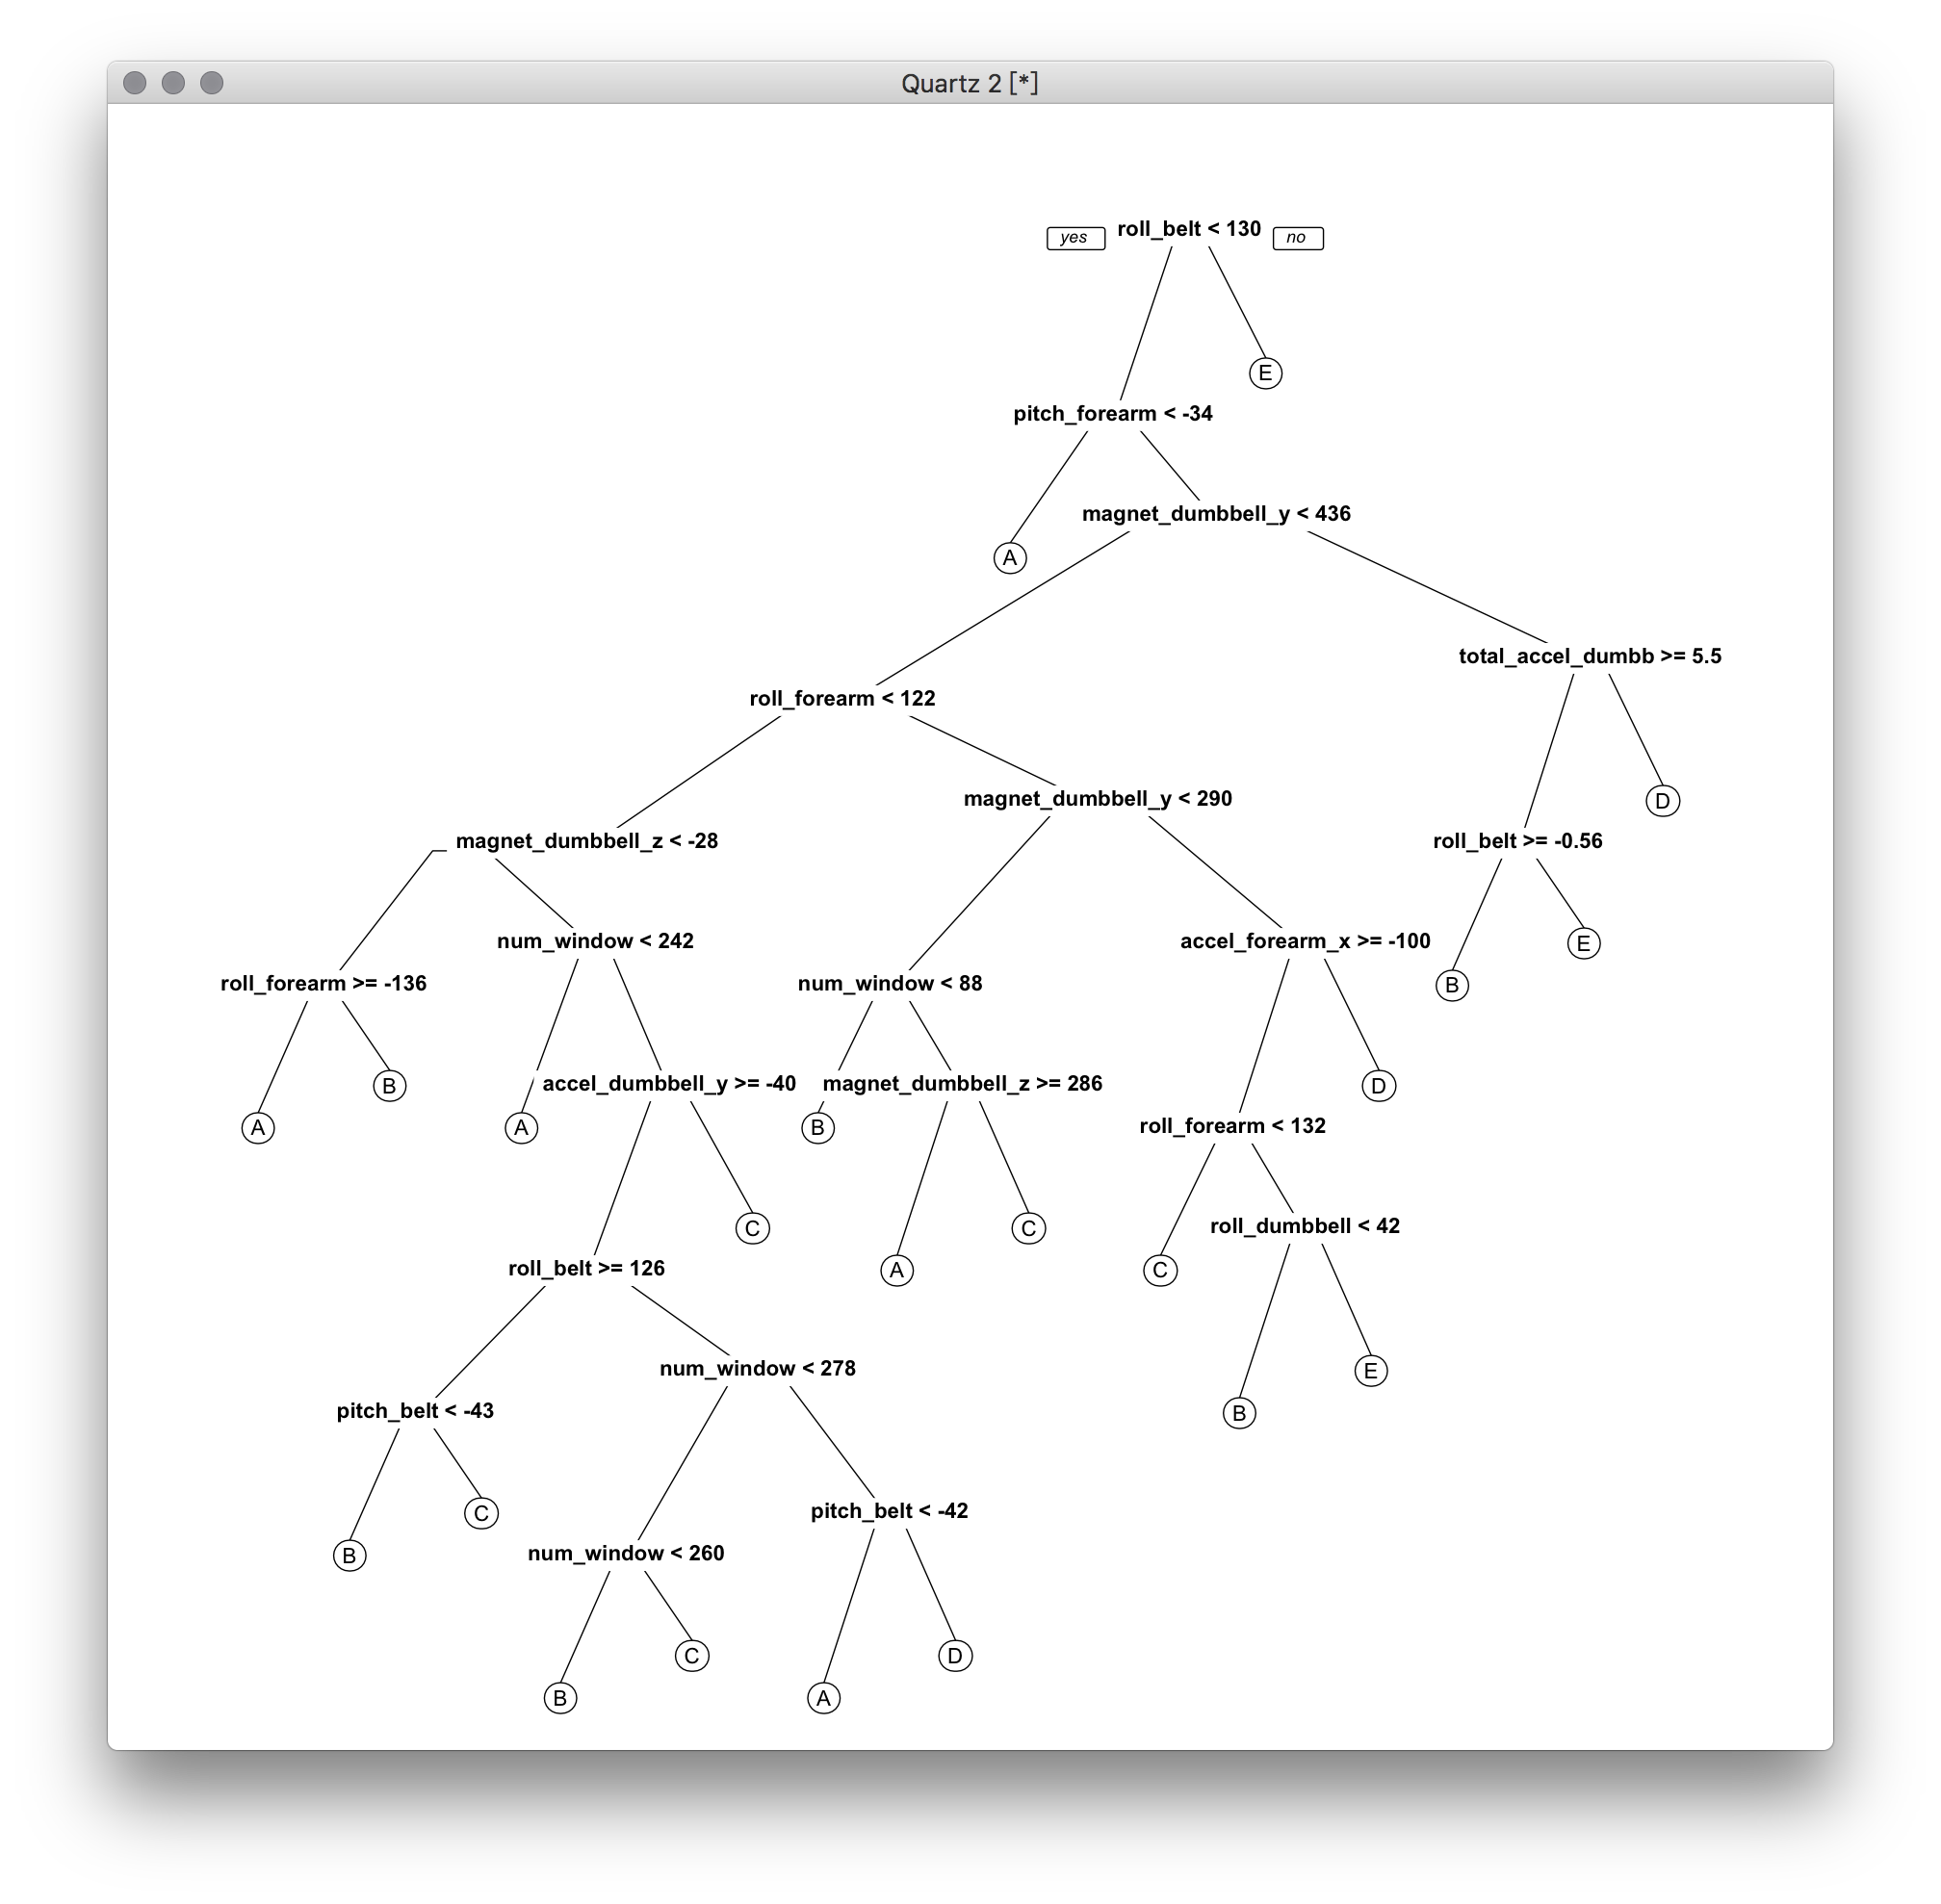 Quartz 2 [*]
yes
roll_belt < 130
no
E
pitch_forearm < -34
magnet_dumbbell_y < 436
A
total_accel_dumbb >= 5.5
roll_forearm < 122
magnet_dumbbell_y < 290
D
magnet_dumbbell_z < -28
roll_belt >= -0.56
num_window < 242
accel_forearm_x >= -100
E
roll_forearm >= -136
num_window < 88
B
accel_dumbbell_y >= -40
magnet_dumbbell_z >= 286
B
D
A
A
B
roll_forearm < 132
C
C
roll_dumbbell < 42
roll_belt >= 126
A
C
num_window < 278
E
pitch_belt < -43
B
C
pitch_belt < -42
B
num_window < 260
C
D
B
A